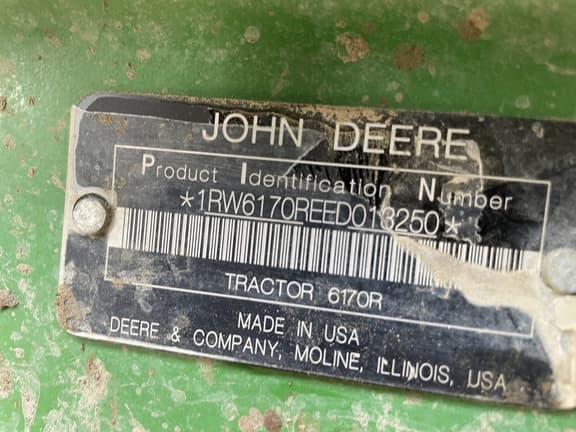 JOHN DEERE
Product Identification Number
*1RW6170REED013250*
TRACTOR 6170R
MADE IN USA
DEERE & COMPANY, MOLINE, ILLINOIS, USA